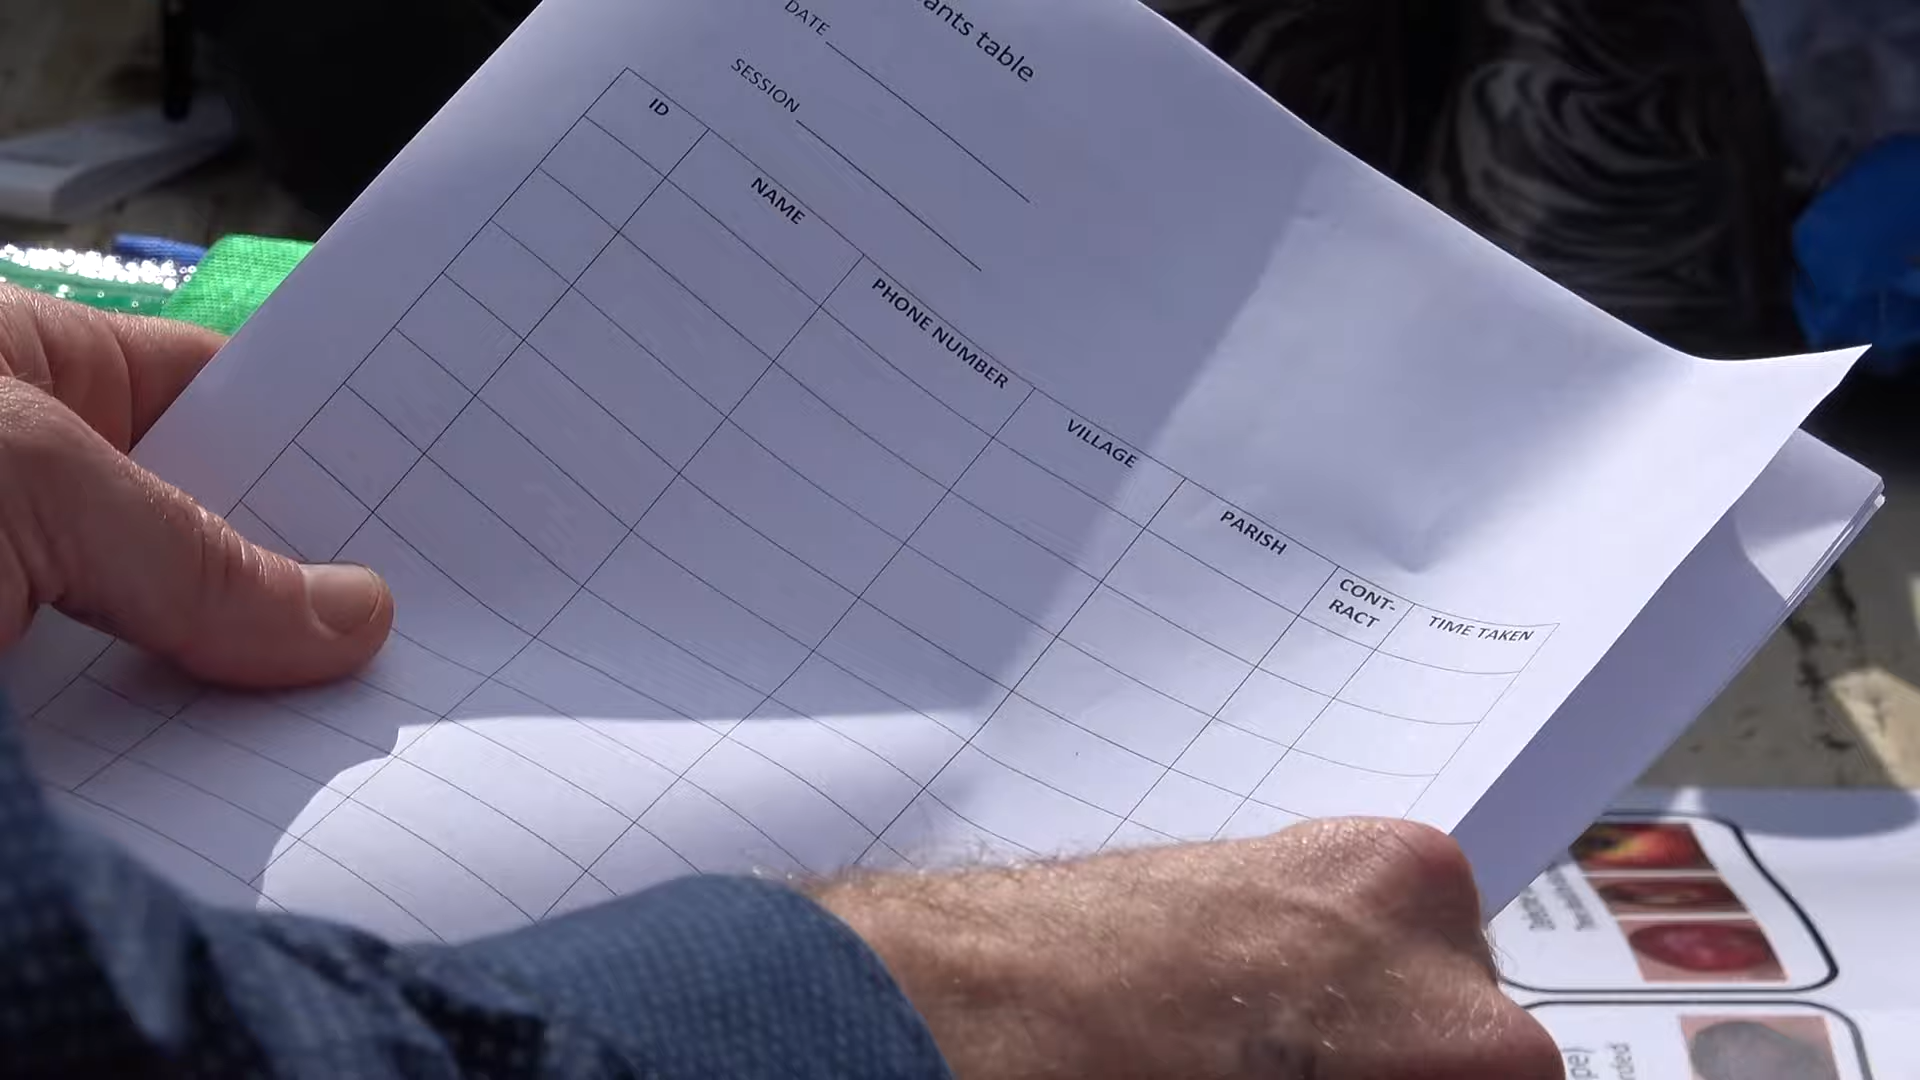 ants table
DATE
SESSION
ID
NAME
PHONE NUMBER
VILLAGE
PARISH
CONT-
RACT
TIME TAKEN